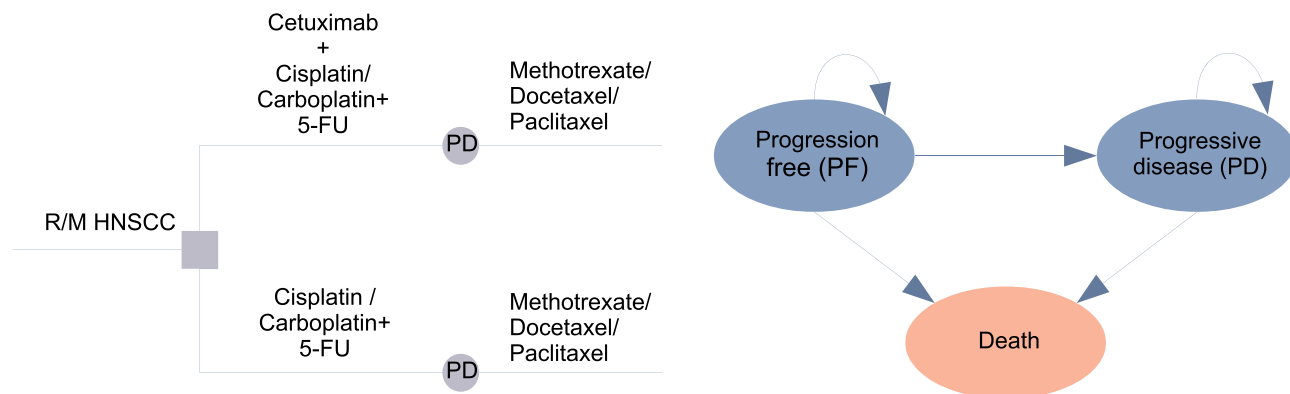 Cetuximab
+
Cisplatin/
Carboplatin+
5-FU
Methotrexate/
Docetaxel/
Paclitaxel
PD
R/M HNSCC
Cisplatin /
Carboplatin+
5-FU
Methotrexate/
Docetaxel/
Paclitaxel
PD
Progression
free (PF)
Progressive
disease (PD)
Death